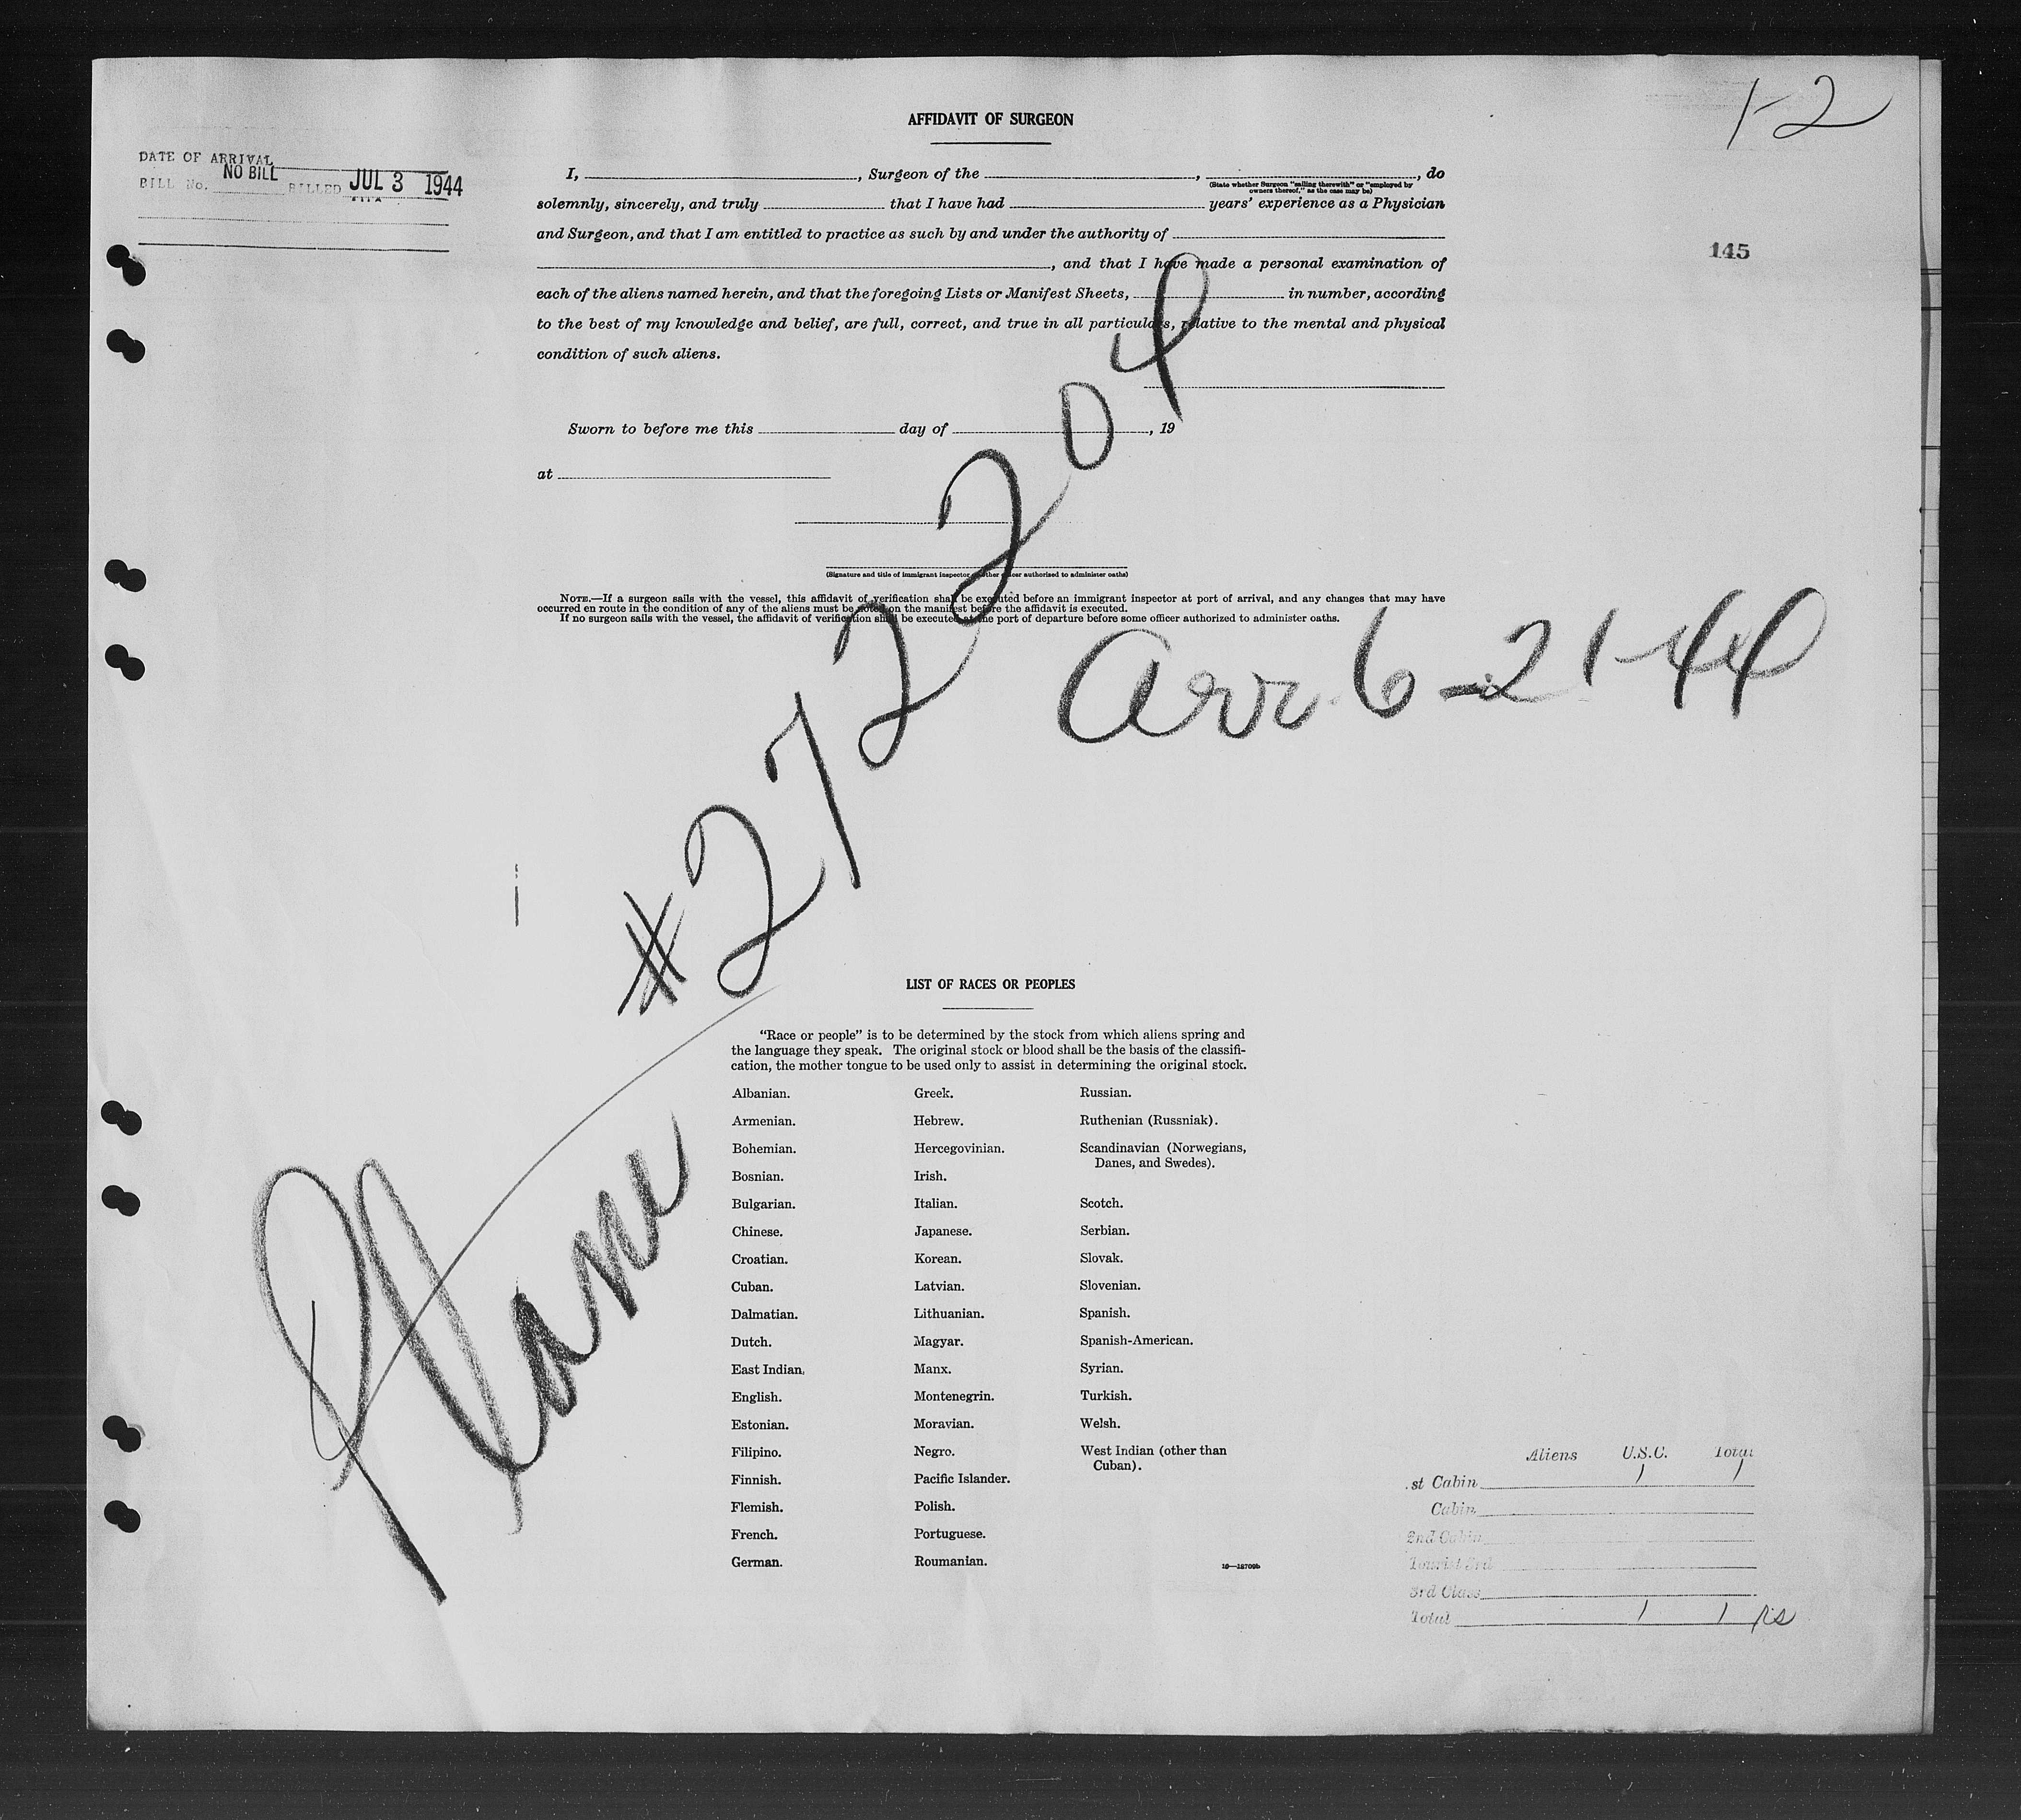 1-2
AFFIDAVIT OF SURGEON
DATE OF ARRIVAL
BILL No. NO BILL BILLED JUL 3 1944
145
I, , Surgeon of the , , do
(State whether Surgeon "sailing therewith" or "employed by
owners thereof," as the case may be)
solemnly, sincerely, and truly that I have had years' experience as a Physician
and Surgeon, and that I am entitled to practice as such by and under the authority of
, and that I have made a personal examination of
each of the aliens named herein, and that the foregoing Lists or Manifest Sheets, in number, according
to the best of my knowledge and belief, are full, correct, and true in all particulars, relative to the mental and physical
condition of such aliens.
Sworn to before me this day of , 19
at
(Signature and title of immigrant inspector or other officer authorized to administer oaths)
NOTE.—If a surgeon sails with the vessel, this affidavit of verification shall be executed before an immigrant inspector at port of arrival, and any changes that may have
occurred en route in the condition of any of the aliens must be noted on the manifest before the affidavit is executed.
If no surgeon sails with the vessel, the affidavit of verification shall be executed at the port of departure before some officer authorized to administer oaths.
Arr. 6-21-44
Plane #272204
LIST OF RACES OR PEOPLES
"Race or people" is to be determined by the stock from which aliens spring and
the language they speak. The original stock or blood shall be the basis of the classifi-
cation, the mother tongue to be used only to assist in determining the original stock.
Albanian.
Armenian.
Bohemian.
Bosnian.
Bulgarian.
Chinese.
Croatian.
Cuban.
Dalmatian.
Dutch.
East Indian.
English.
Estonian.
Filipino.
Finnish.
Flemish.
French.
German.
Greek.
Hebrew.
Hercegovinian.
Irish.
Italian.
Japanese.
Korean.
Latvian.
Lithuanian.
Magyar.
Manx.
Montenegrin.
Moravian.
Negro.
Pacific Islander.
Polish.
Portuguese.
Roumanian.
Russian.
Ruthenian (Russniak).
Scandinavian (Norwegians,
Danes, and Swedes).
Scotch.
Serbian.
Slovak.
Slovenian.
Spanish.
Spanish-American.
Syrian.
Turkish.
Welsh.
West Indian (other than
Cuban).
16—18709b
Aliens U.S.C. Total
st Cabin 1 1
Cabin
2nd Cabin
Tourist 3rd
3rd Class
Total 1 1